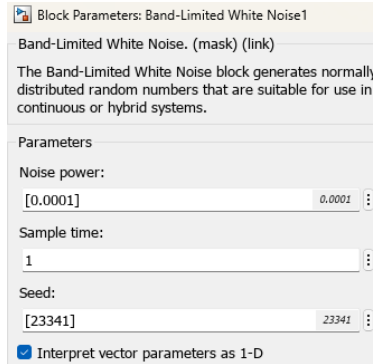 Block Parameters: Band-Limited White Noise1
Band-Limited White Noise. (mask) (link)
The Band-Limited White Noise block generates normally
distributed random numbers that are suitable for use in
continuous or hybrid systems.
Parameters
Noise power:
[0.0001] 0.0001
Sample time:
1
Seed:
[23341] 23341
Interpret vector parameters as 1-D